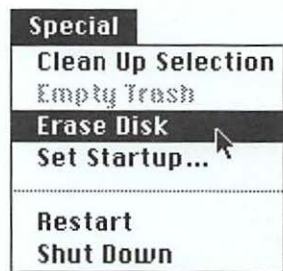 Special
Clean Up Selection
Empty Trash
Erase Disk
Set Startup...
Restart
Shut Down